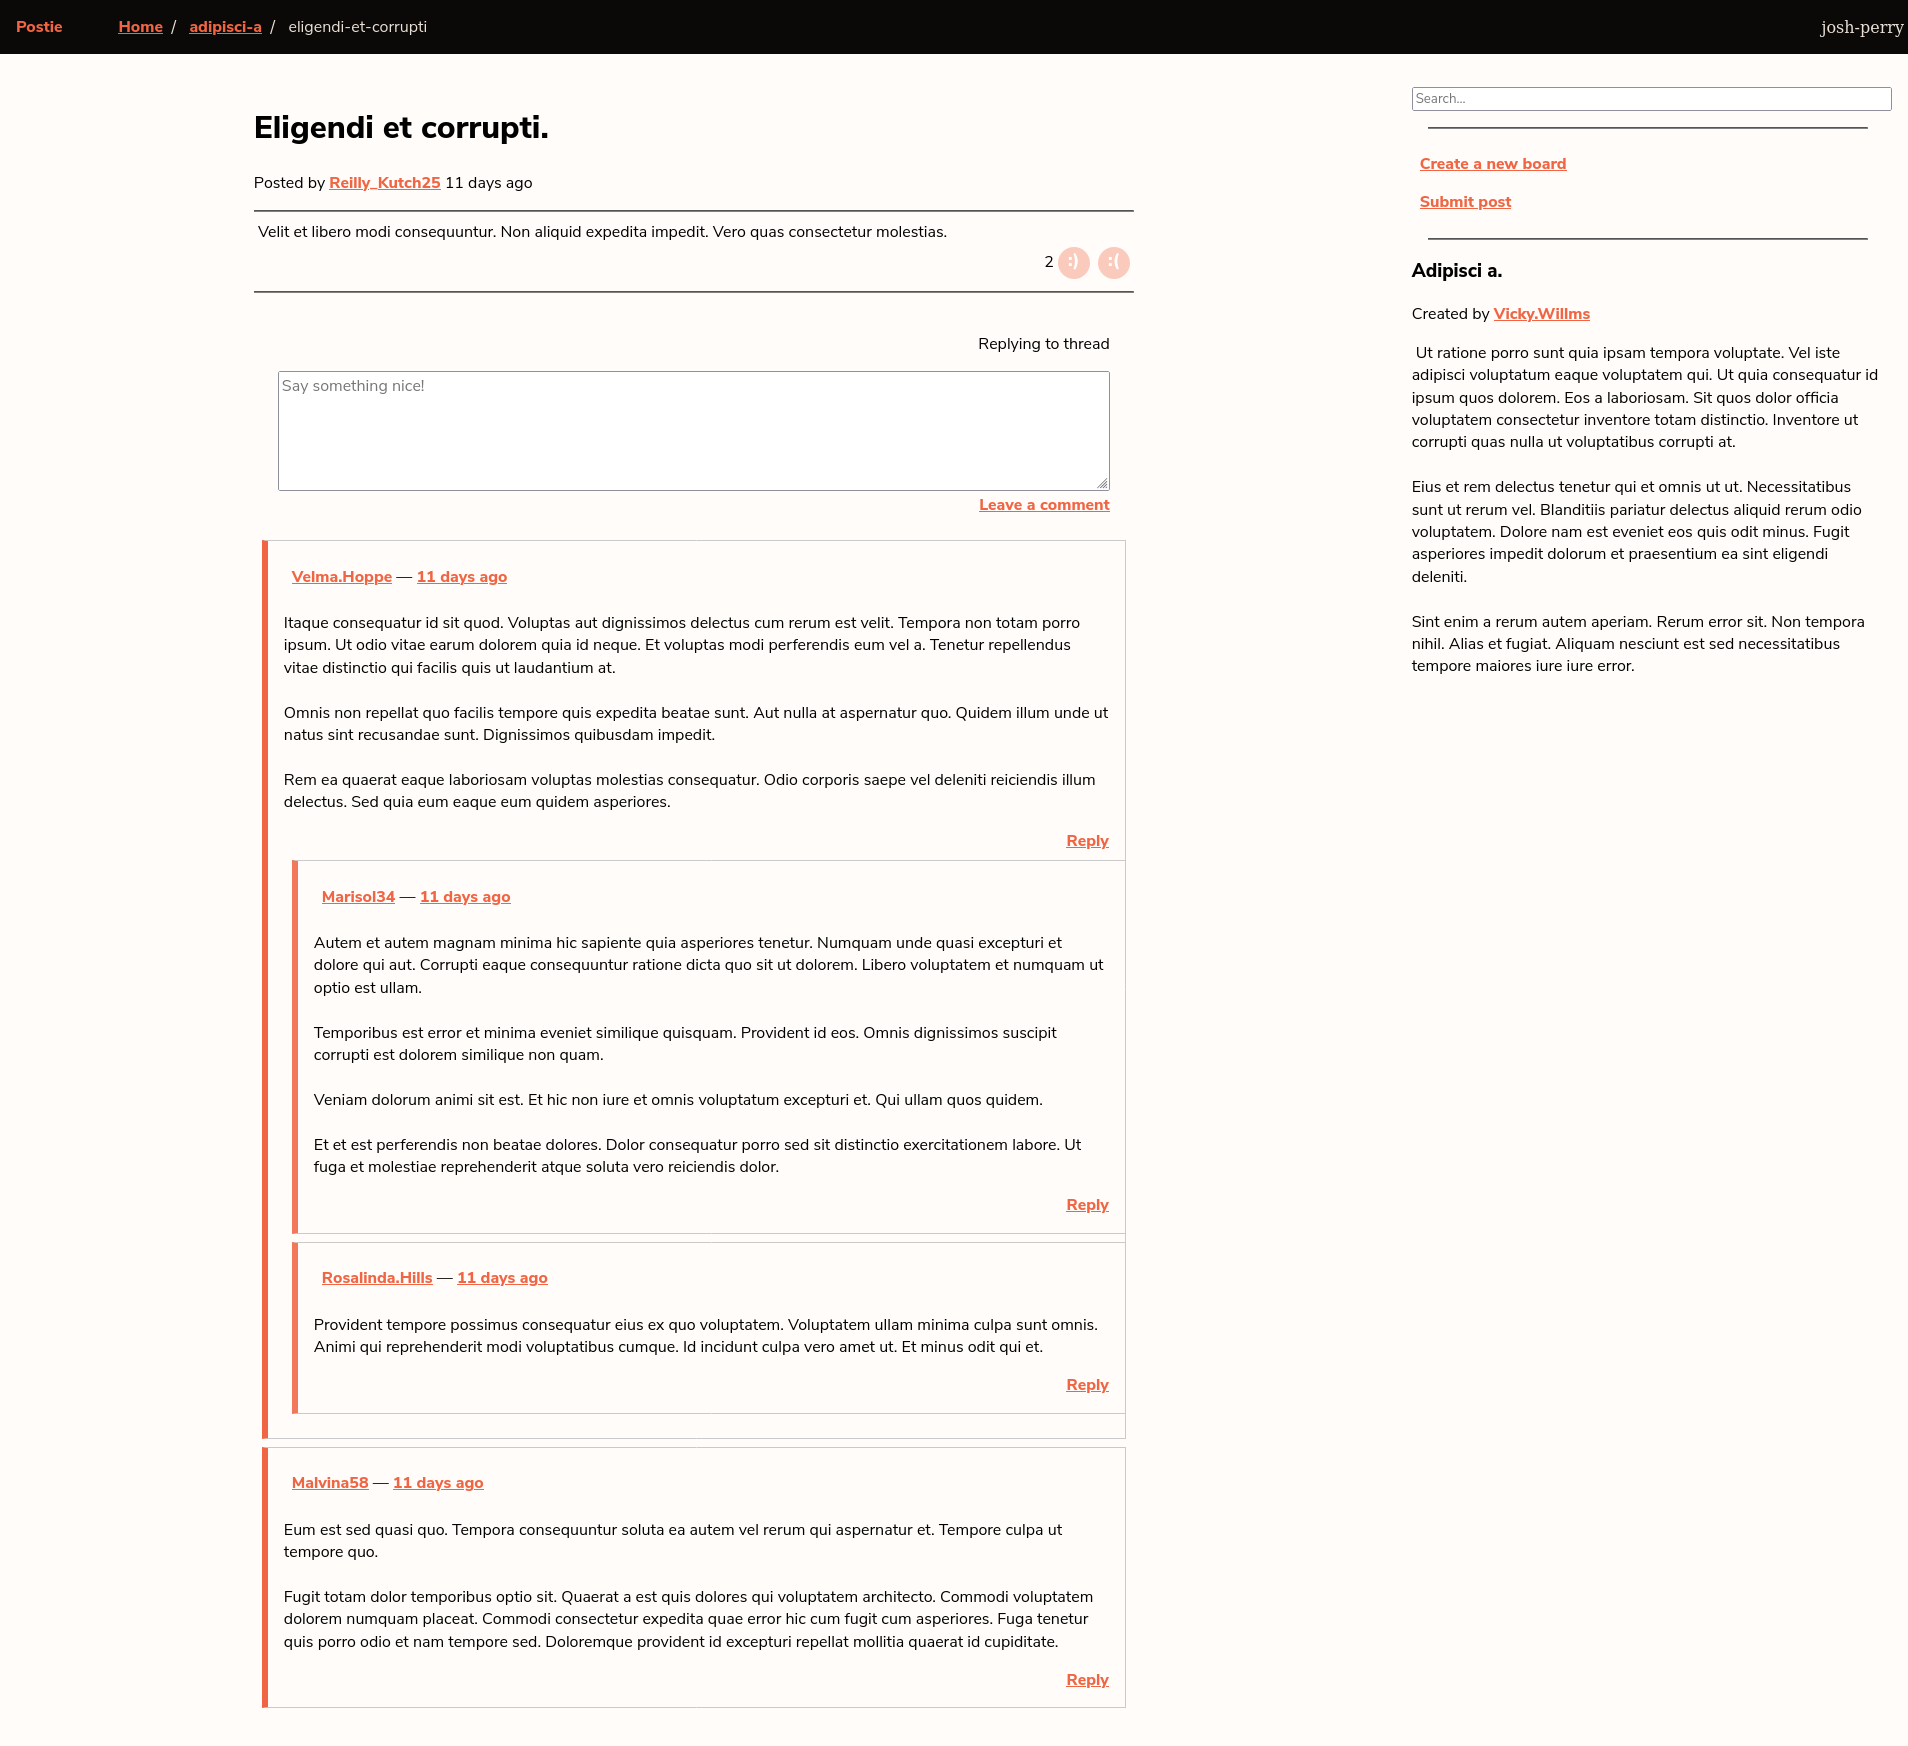 Postie Home / adipisci-a / eligendi-et-corrupti josh-perry
Eligendi et corrupti.
Posted by Reilly_Kutch25 11 days ago
Velit et libero modi consequuntur. Non aliquid expedita impedit. Vero quas consectetur molestias.
2 :) :(
Replying to thread
Say something nice!
Leave a comment
Velma.Hoppe — 11 days ago
Itaque consequatur id sit quod. Voluptas aut dignissimos delectus cum rerum est velit. Tempora non totam porro
ipsum. Ut odio vitae earum dolorem quia id neque. Et voluptas modi perferendis eum vel a. Tenetur repellendus
vitae distinctio qui facilis quis ut laudantium at.
Omnis non repellat quo facilis tempore quis expedita beatae sunt. Aut nulla at aspernatur quo. Quidem illum unde ut
natus sint recusandae sunt. Dignissimos quibusdam impedit.
Rem ea quaerat eaque laboriosam voluptas molestias consequatur. Odio corporis saepe vel deleniti reiciendis illum
delectus. Sed quia eum eaque eum quidem asperiores.
Reply
Marisol34 — 11 days ago
Autem et autem magnam minima hic sapiente quia asperiores tenetur. Numquam unde quasi excepturi et
dolore qui aut. Corrupti eaque consequuntur ratione dicta quo sit ut dolorem. Libero voluptatem et numquam ut
optio est ullam.
Temporibus est error et minima eveniet similique quisquam. Provident id eos. Omnis dignissimos suscipit
corrupti est dolorem similique non quam.
Veniam dolorum animi sit est. Et hic non iure et omnis voluptatum excepturi et. Qui ullam quos quidem.
Et et est perferendis non beatae dolores. Dolor consequatur porro sed sit distinctio exercitationem labore. Ut
fuga et molestiae reprehenderit atque soluta vero reiciendis dolor.
Reply
Rosalinda.Hills — 11 days ago
Provident tempore possimus consequatur eius ex quo voluptatem. Voluptatem ullam minima culpa sunt omnis.
Animi qui reprehenderit modi voluptatibus cumque. Id incidunt culpa vero amet ut. Et minus odit qui et.
Reply
Malvina58 — 11 days ago
Eum est sed quasi quo. Tempora consequuntur soluta ea autem vel rerum qui aspernatur et. Tempore culpa ut
tempore quo.
Fugit totam dolor temporibus optio sit. Quaerat a est quis dolores qui voluptatem architecto. Commodi voluptatem
dolorem numquam placeat. Commodi consectetur expedita quae error hic cum fugit cum asperiores. Fuga tenetur
quis porro odio et nam tempore sed. Doloremque provident id excepturi repellat mollitia quaerat id cupiditate.
Reply
Search...
Create a new board
Submit post
Adipisci a.
Created by Vicky.Willms
Ut ratione porro sunt quia ipsam tempora voluptate. Vel iste
adipisci voluptatum eaque voluptatem qui. Ut quia consequatur id
ipsum quos dolorem. Eos a laboriosam. Sit quos dolor officia
voluptatem consectetur inventore totam distinctio. Inventore ut
corrupti quas nulla ut voluptatibus corrupti at.
Eius et rem delectus tenetur qui et omnis ut ut. Necessitatibus
sunt ut rerum vel. Blanditiis pariatur delectus aliquid rerum odio
voluptatem. Dolore nam est eveniet eos quis odit minus. Fugit
asperiores impedit dolorum et praesentium ea sint eligendi
deleniti.
Sint enim a rerum autem aperiam. Rerum error sit. Non tempora
nihil. Alias et fugiat. Aliquam nesciunt est sed necessitatibus
tempore maiores iure iure error.